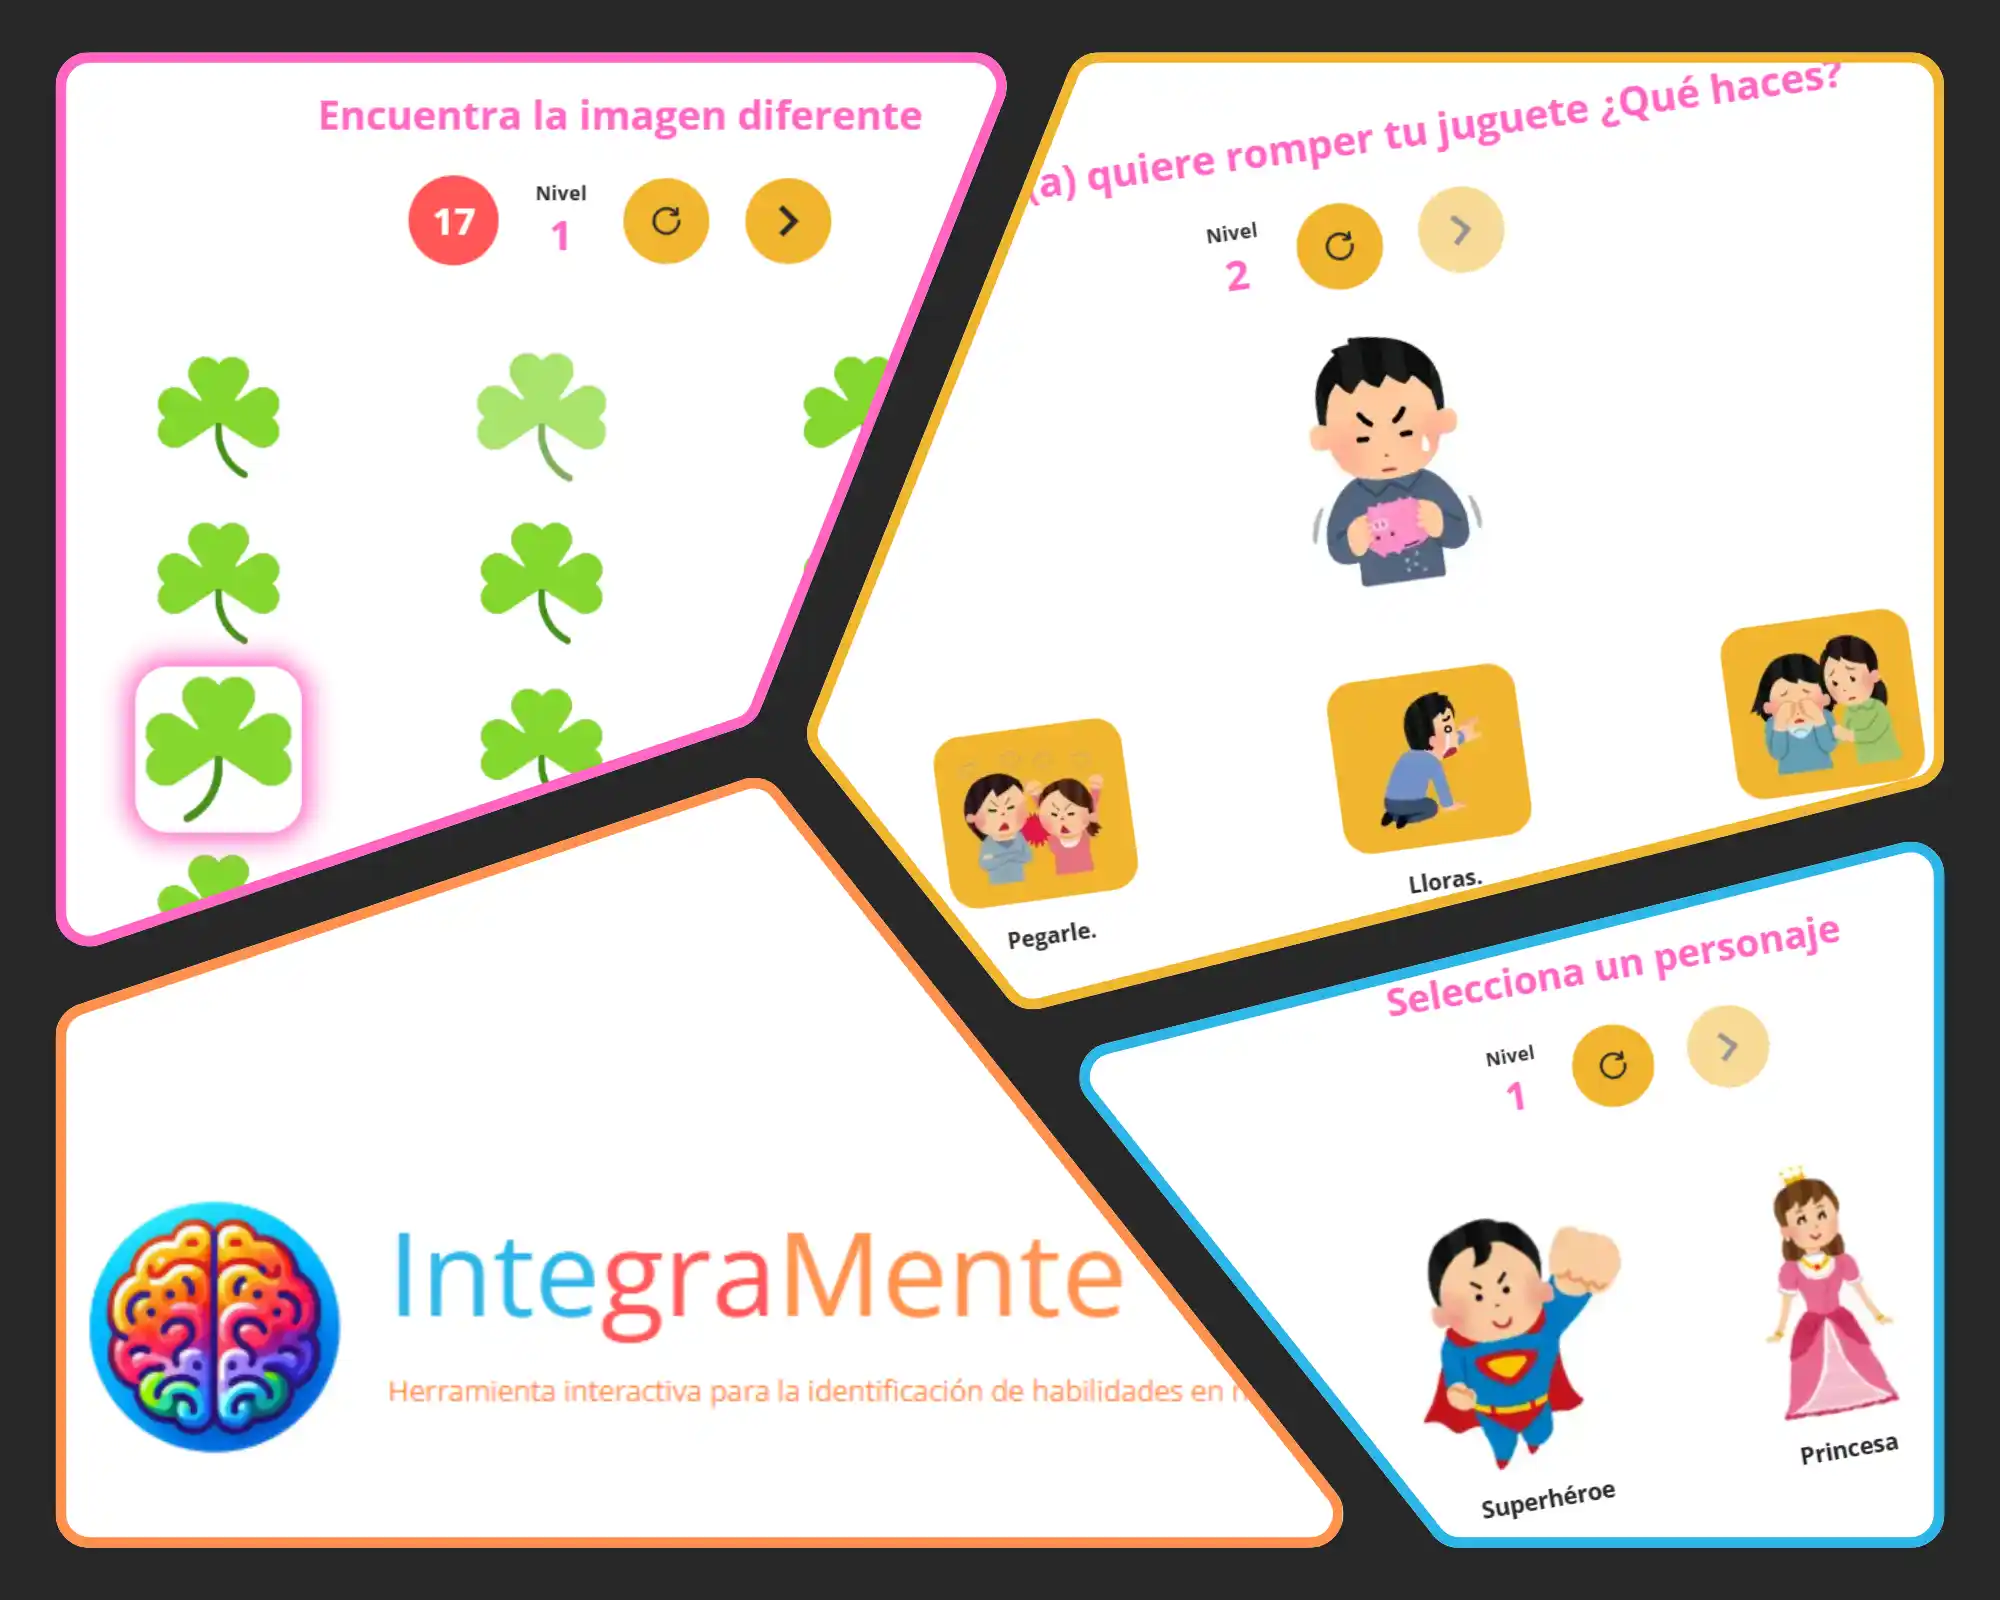 Encuentra la imagen diferente
17
Nivel
1
(a) quiere romper tu juguete ¿Qué haces?
Nivel
2
Pegarle.
Lloras.
IntegraMente
Herramienta interactiva para la identificación de habilidades en
Selecciona un personaje
Nivel
1
Superhéroe
Princesa